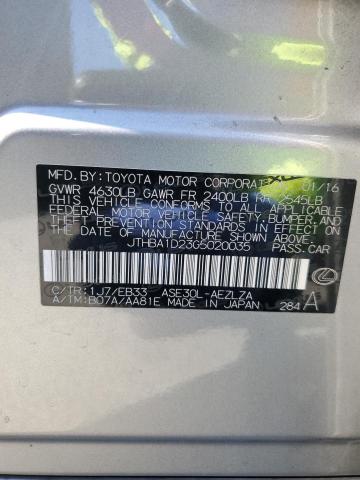 MFD.BY: TOYOTA MOTOR CORPORAT 01/16
GVWR 4630LB GAWR FR 2400LB RR 2545LB
THIS VEHICLE CONFORMS TO ALL APPLICABLE
FEDERAL MOTOR VEHICLE SAFETY, BUMPER, AND
THEFT PREVENTION STANDARDS IN EFFECT ON
THE DATE OF MANUFACTURE SHOWN ABOVE.
JTHBA1D23G5020035 PASS.CAR
C/TR:1J7/EB33 ASE30L-AEZLZA
A/TM:B07A/AA81E MADE IN JAPAN 284 A